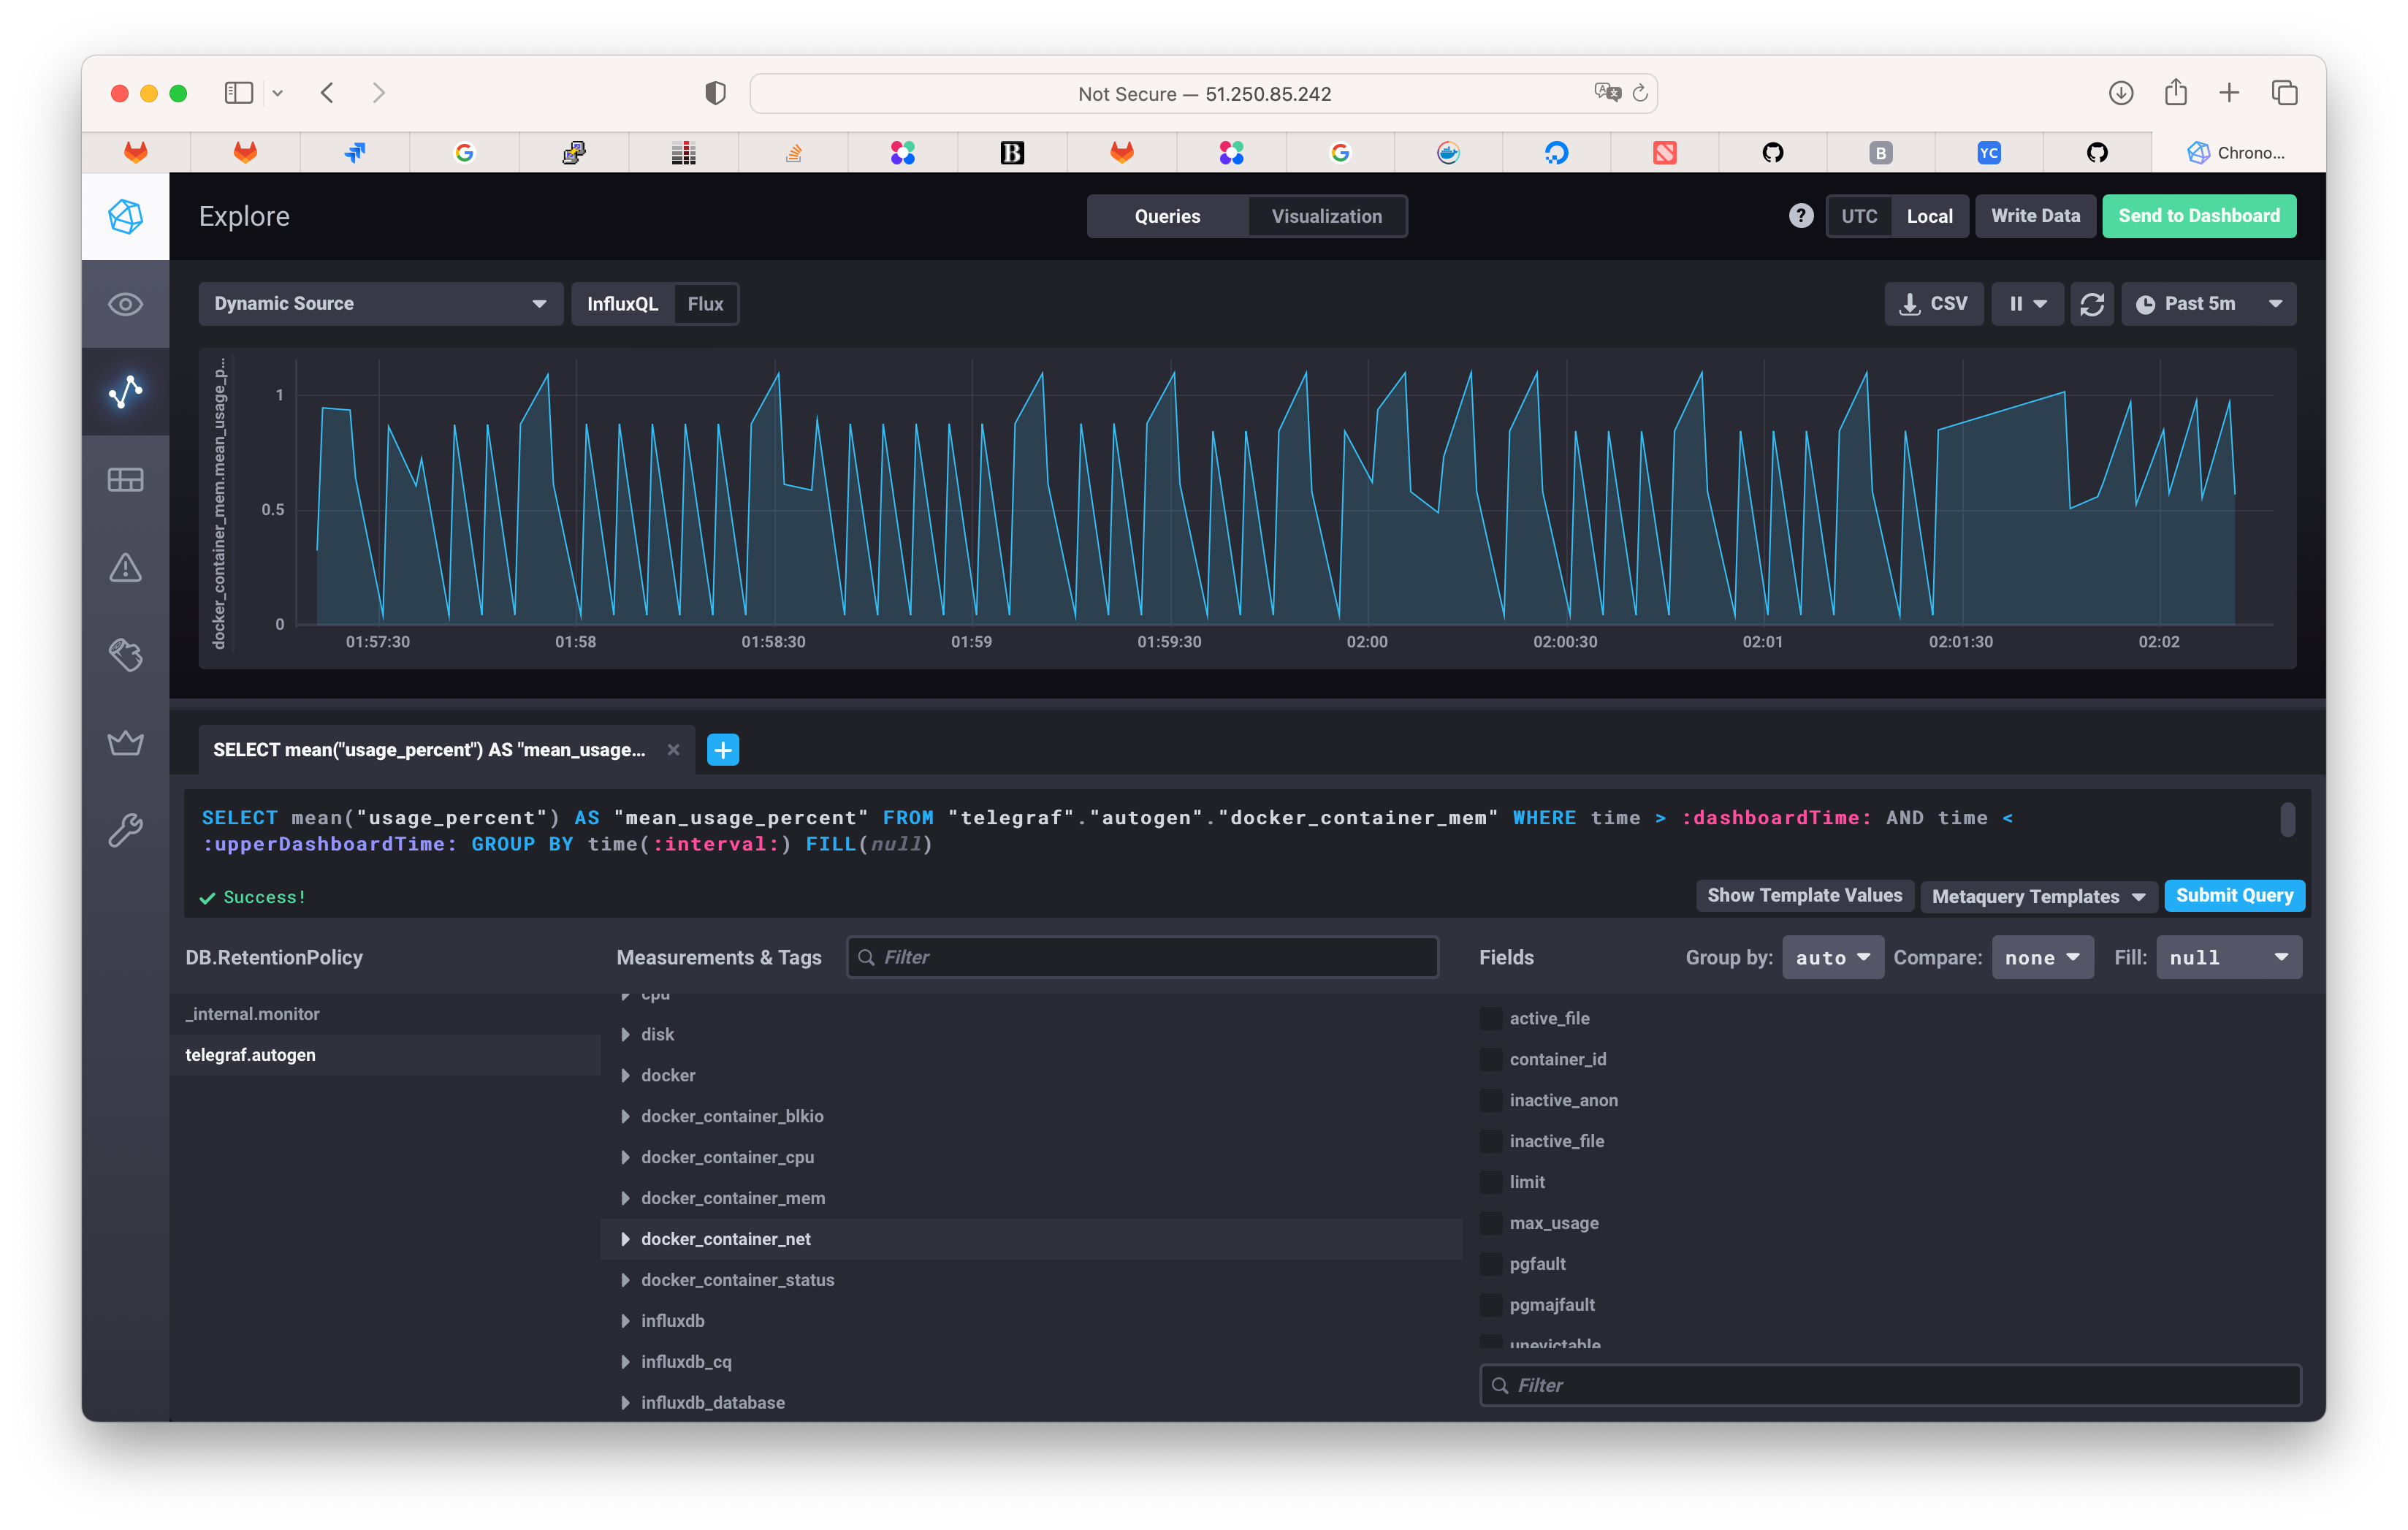 Not Secure — 51.250.85.242
B
B
YC
Chrono...
Explore
Queries
Visualization
?
UTC
Local
Write Data
Send to Dashboard
Dynamic Source
InfluxQL
Flux
CSV
Past 5m
docker_container_mem.mean_usage_p...
1
0.5
0
01:57:30
01:58
01:58:30
01:59
01:59:30
02:00
02:00:30
02:01
02:01:30
02:02
SELECT mean("usage_percent") AS "mean_usage...
SELECT mean("usage_percent") AS "mean_usage_percent" FROM "telegraf"."autogen"."docker_container_mem" WHERE time > :dashboardTime: AND time <
:upperDashboardTime: GROUP BY time(:interval:) FILL(null)
Success!
Show Template Values
Metaquery Templates
Submit Query
DB.RetentionPolicy
_internal.monitor
telegraf.autogen
Measurements & Tags
Filter
cpu
disk
docker
docker_container_blkio
docker_container_cpu
docker_container_mem
docker_container_net
docker_container_status
influxdb
influxdb_cq
influxdb_database
Fields
Group by:
auto
Compare:
none
Fill:
null
active_file
container_id
inactive_anon
inactive_file
limit
max_usage
pgfault
pgmajfault
unevictable
Filter